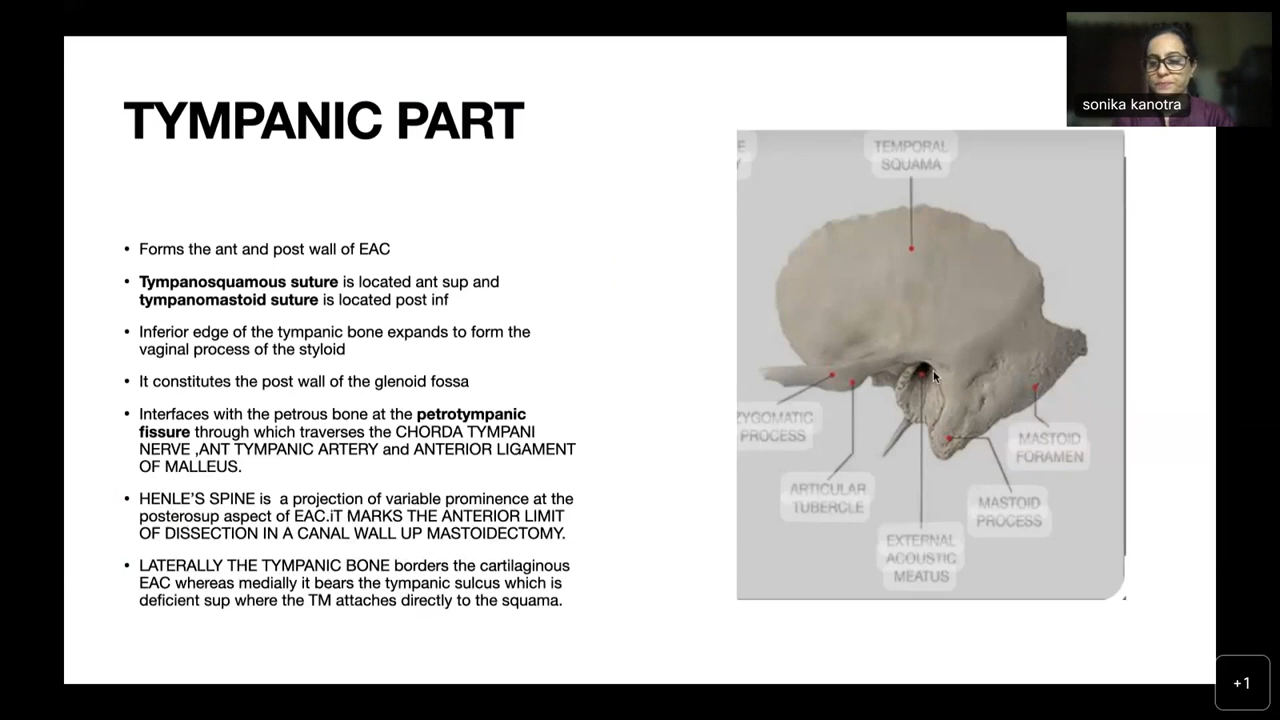 sonika kanotra
TYMPANIC PART
• Forms the ant and post wall of EAC
• Tympanosquamous suture is located ant sup and
tympanomastoid suture is located post inf
• Inferior edge of the tympanic bone expands to form the
vaginal process of the styloid
• It constitutes the post wall of the glenoid fossa
• Interfaces with the petrous bone at the petrotympanic
fissure through which traverses the CHORDA TYMPANI
NERVE ,ANT TYMPANIC ARTERY and ANTERIOR LIGAMENT
OF MALLEUS.
• HENLE'S SPINE is  a projection of variable prominence at the
posterosup aspect of EAC.iT MARKS THE ANTERIOR LIMIT
OF DISSECTION IN A CANAL WALL UP MASTOIDECTOMY.
• LATERALLY THE TYMPANIC BONE borders the cartilaginous
EAC whereas medially it bears the tympanic sulcus which is
deficient sup where the TM attaches directly to the squama.
TEMPORAL
SQUAMA
ZYGOMATIC
PROCESS
ARTICULAR
TUBERCLE
EXTERNAL
ACOUSTIC
MEATUS
MASTOID
PROCESS
MASTOID
FORAMEN
+1